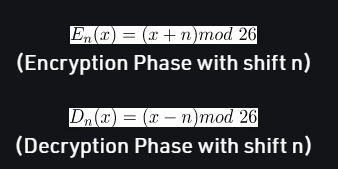 E_n(x) = (x + n)mod 26
(Encryption Phase with shift n)
D_n(x) = (x − n)mod 26
(Decryption Phase with shift n)